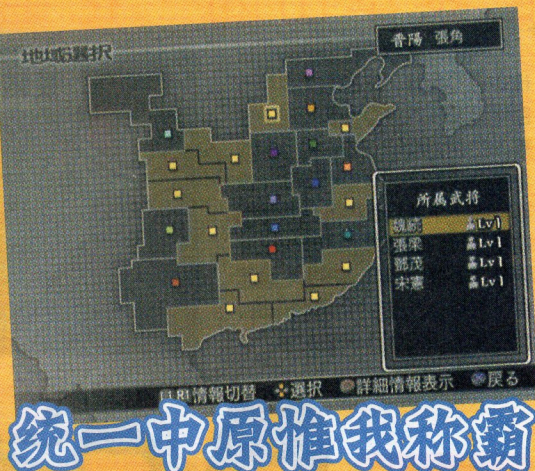 地域選択
晋陽 張角
所属武将
魏続 Lv1
張梁 Lv1
鄧茂 Lv1
宋憲 Lv1
L1 R1 情報切替 選択 詳細情報表示 戻る
统一中原惟我称霸